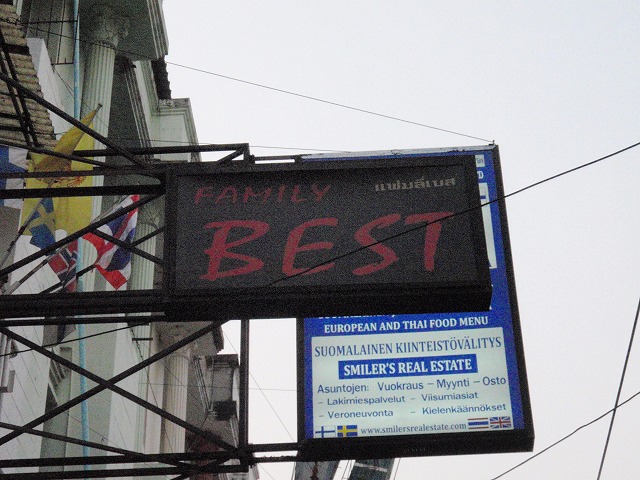 FAMILY แฟมลี่เบส
BEST
EUROPEAN AND THAI FOOD MENU
SUOMALAINEN KIINTEISTÖVÄLITYS
SMILER'S REAL ESTATE
Asuntojen: Vuokraus – Myynti – Osto
- Lakimiespalvelut - Viisumiasiat
- Veroneuvonta - Kielenkäännökset
www.smilersrealestate.com